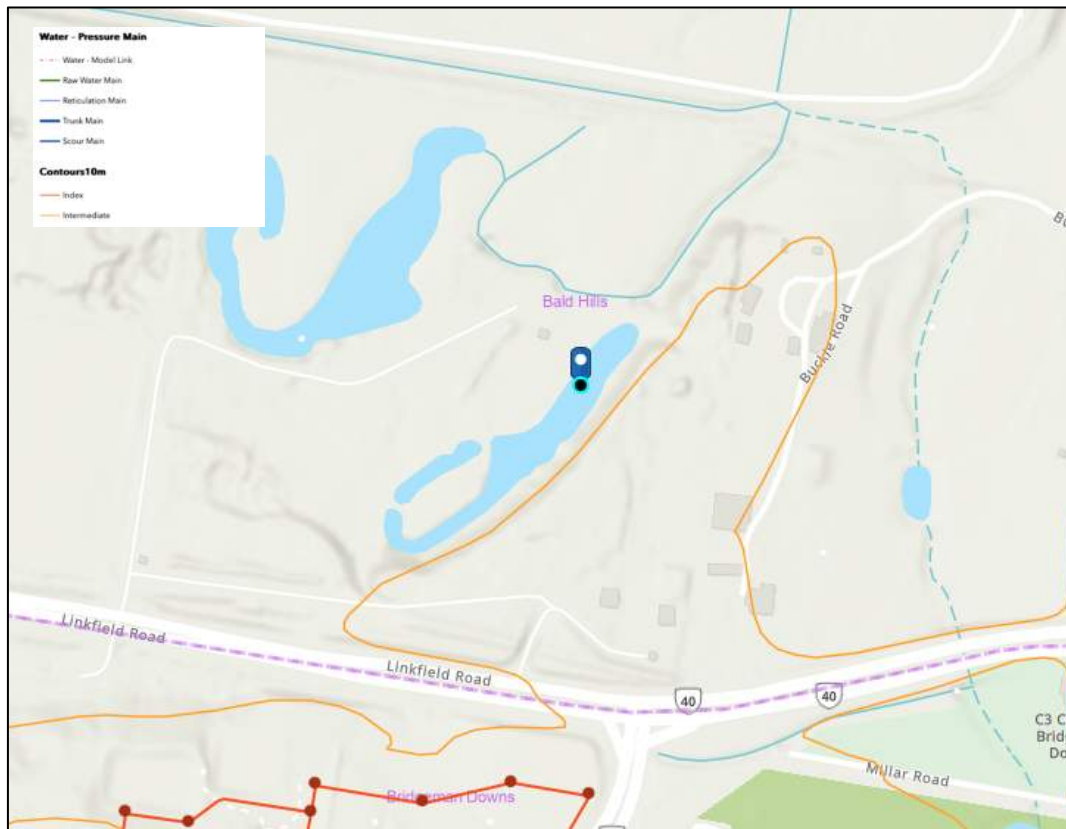 Water - Pressure Main
Water - Model Link
Raw Water Main
Reticulation Main
Trunk Main
Scour Main
Contours10m
Index
Intermediate
Bald Hills
Buckle Road
Linkfield Road
Linkfield Road
40
40
Millar Road
Bridgeman Downs